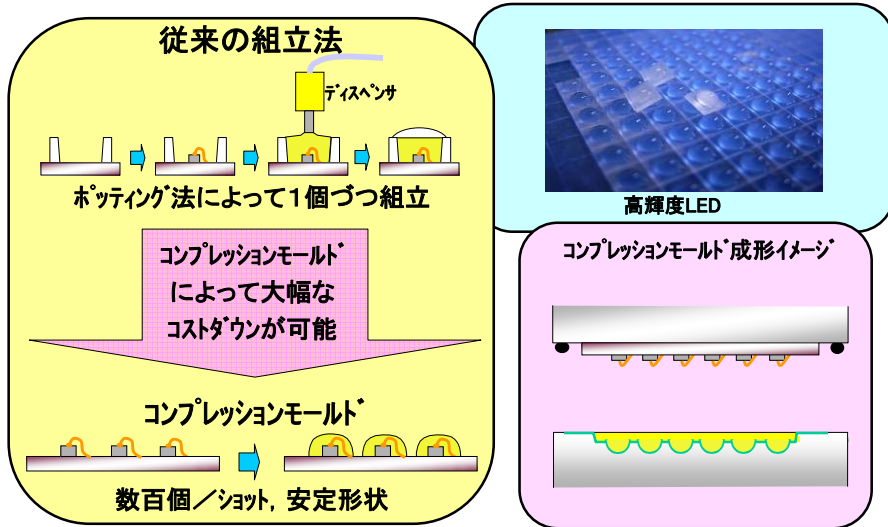 従来の組立法
ﾃﾞｨｽﾍﾟﾝｻ
ﾎﾟｯﾃｨﾝｸﾞ法によって１個づつ組立
ｺﾝﾌﾟﾚｯｼｮﾝﾓｰﾙﾄﾞ
によって大幅な
ｺｽﾄﾀﾞｳﾝが可能
ｺﾝﾌﾟﾚｯｼｮﾝﾓｰﾙﾄﾞ
数百個／ｼｮｯﾄ，安定形状
高輝度LED
ｺﾝﾌﾟﾚｯｼｮﾝﾓｰﾙﾄﾞ成形ｲﾒｰｼﾞ